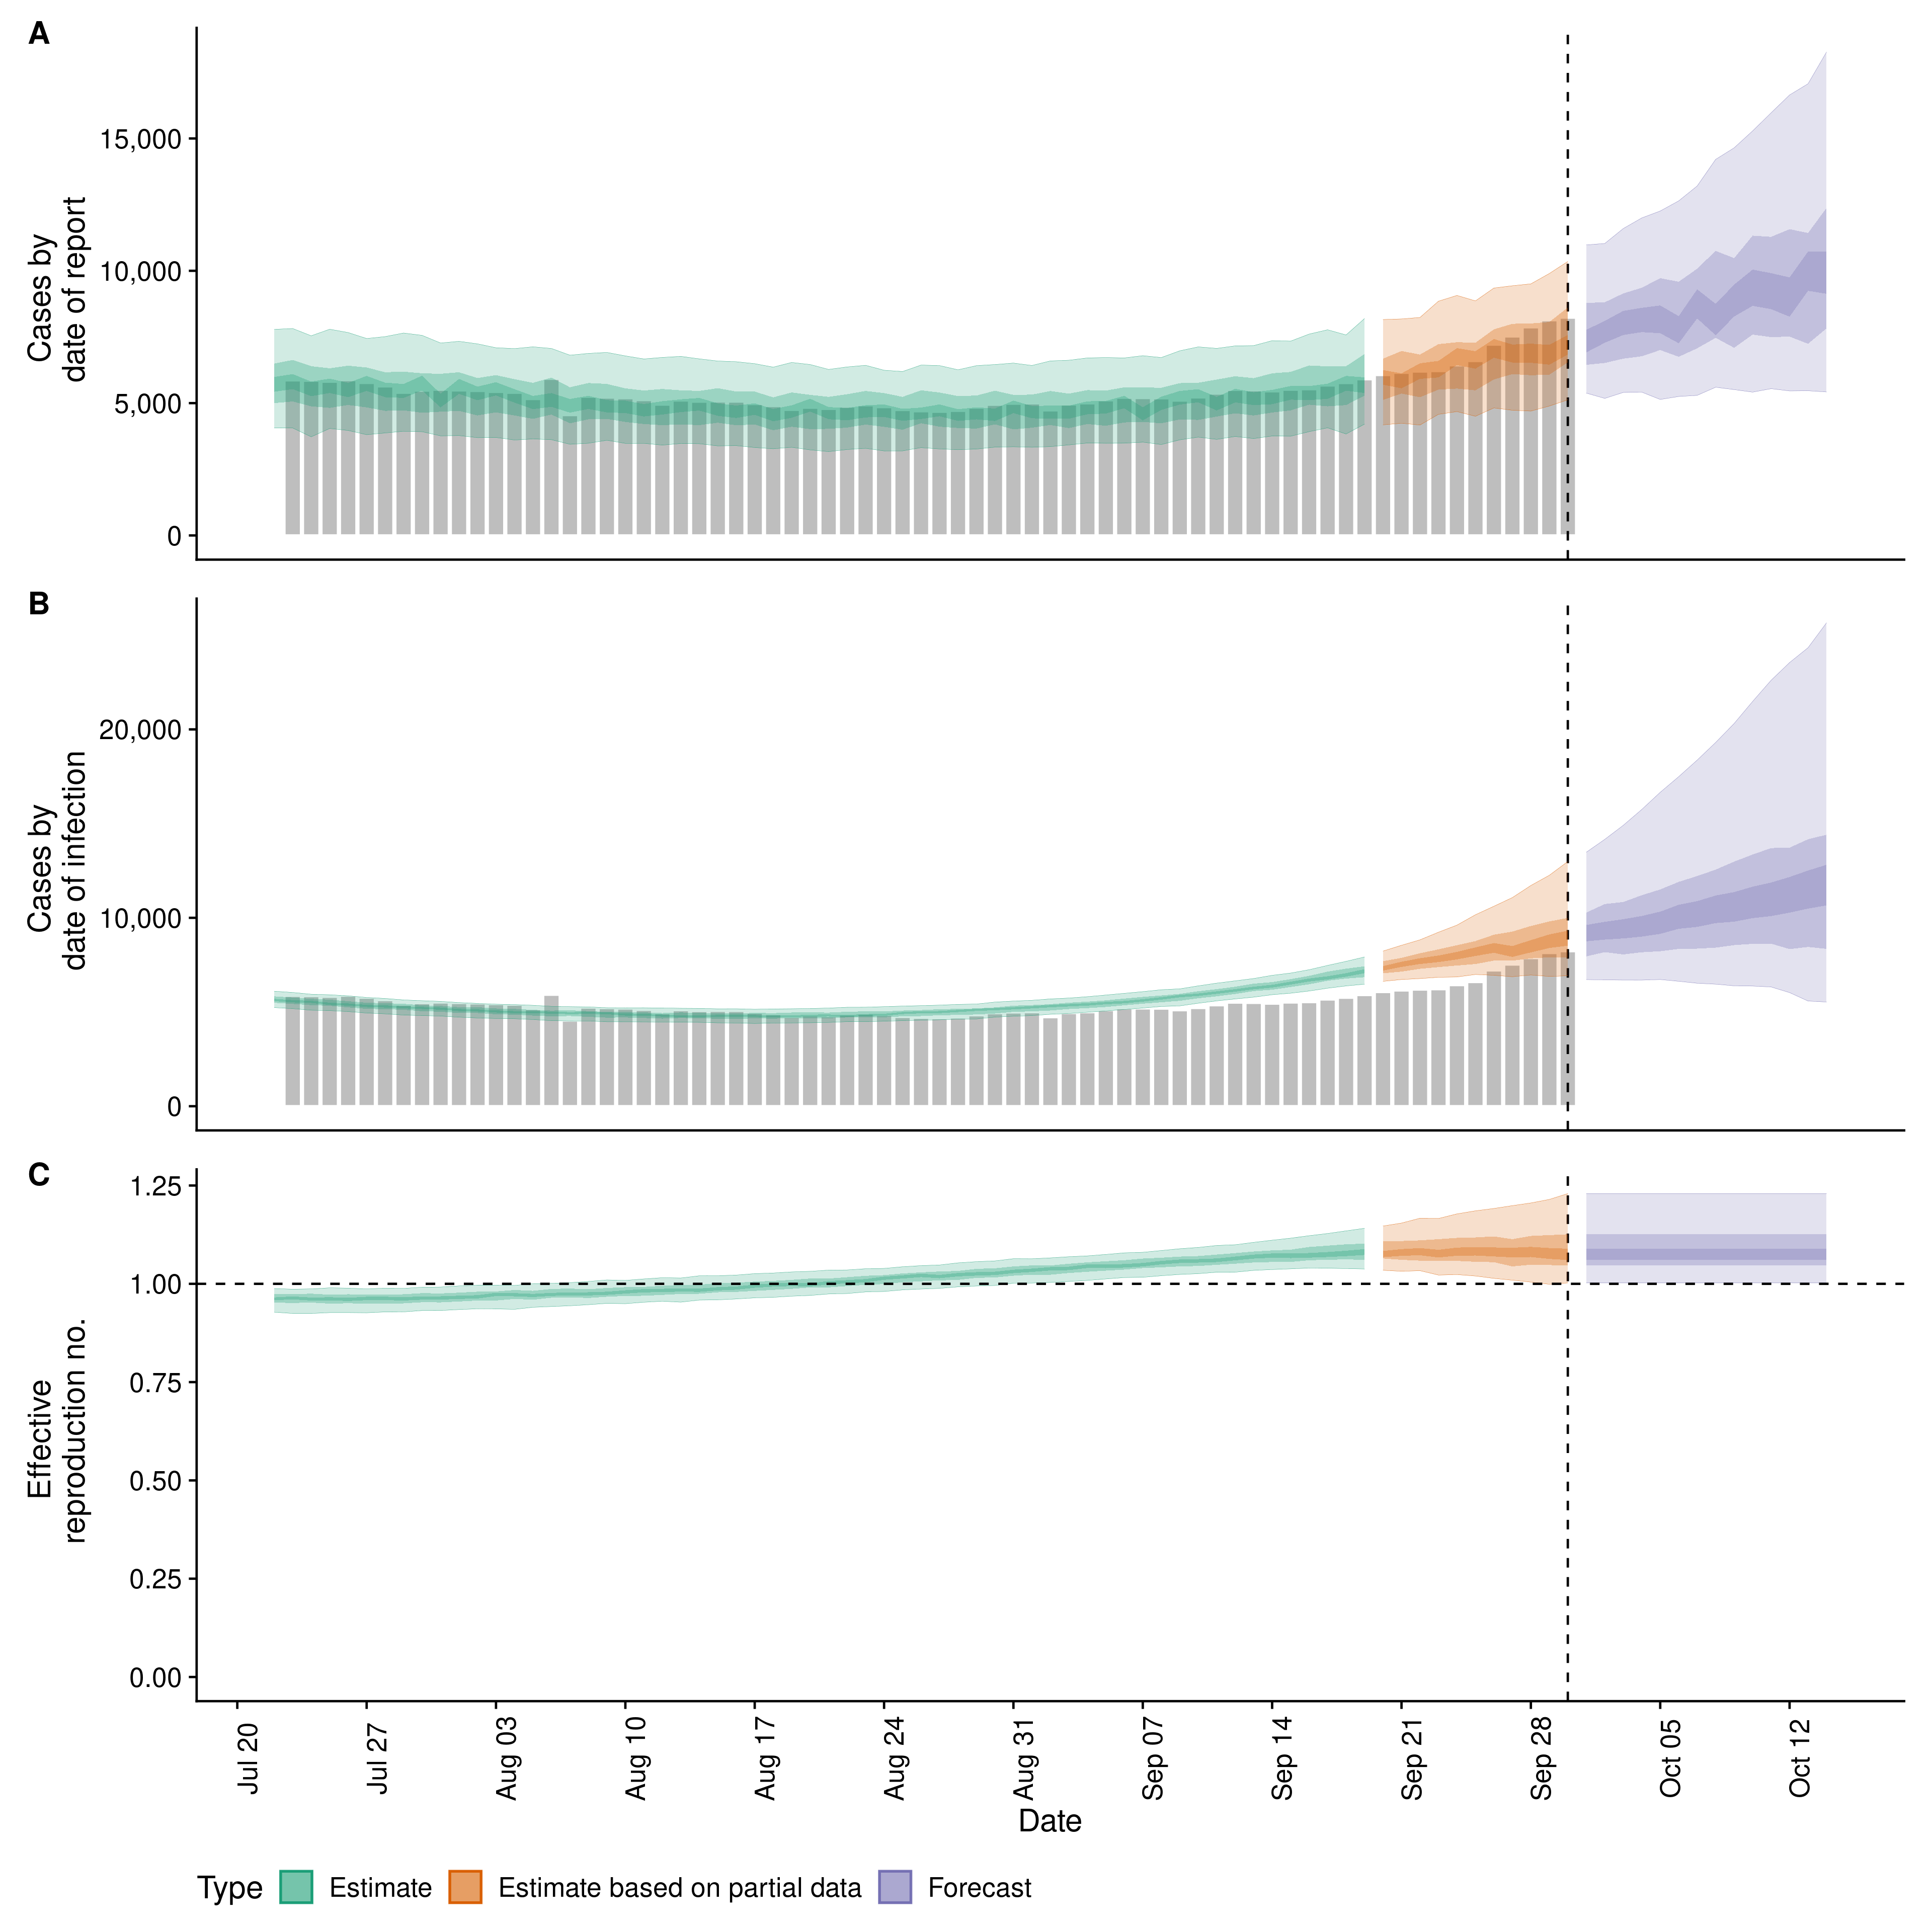 A
Cases by
date of report
15,000
10,000
5,000
0
B
Cases by
date of infection
20,000
10,000
0
C
Effective
reproduction no.
1.25
1.00
0.75
0.50
0.25
0.00
Jul 20
Jul 27
Aug 03
Aug 10
Aug 17
Aug 24
Aug 31
Sep 07
Sep 14
Sep 21
Sep 28
Oct 05
Oct 12
Date
Type Estimate Estimate based on partial data Forecast